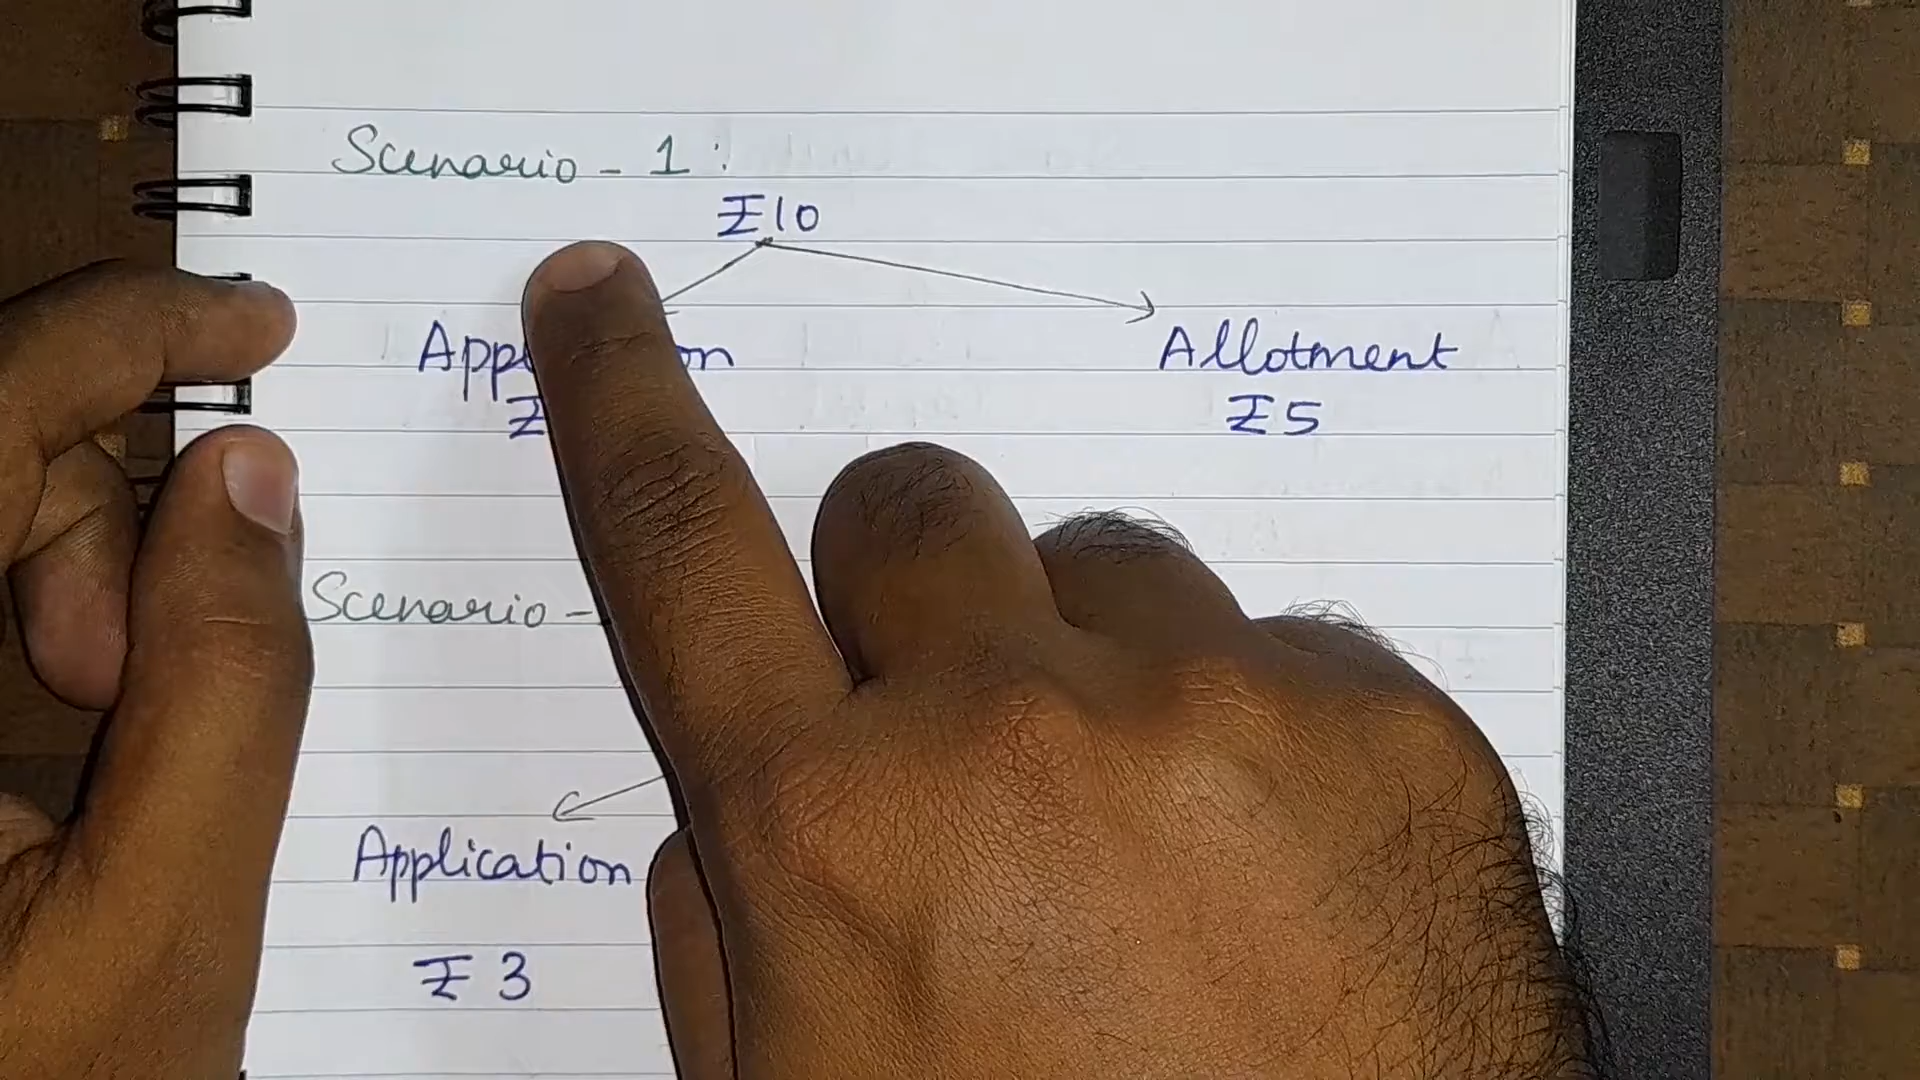 Scenario - 1 :
₹10
Allotment
₹ ₹5
Scenario -
Application
₹ 3